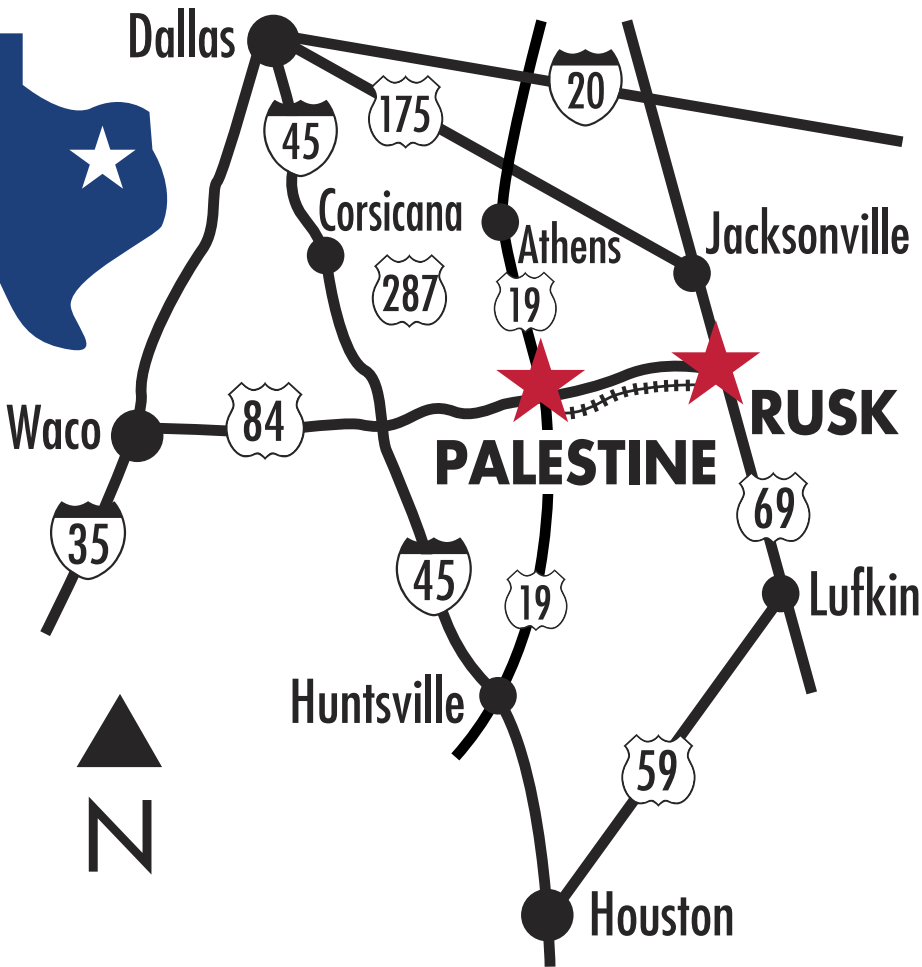 Dallas
20
175
45
Corsicana
Athens
Jacksonville
287
19
Waco
84
RUSK
PALESTINE
69
35
45
19
Lufkin
Huntsville
59
N
Houston